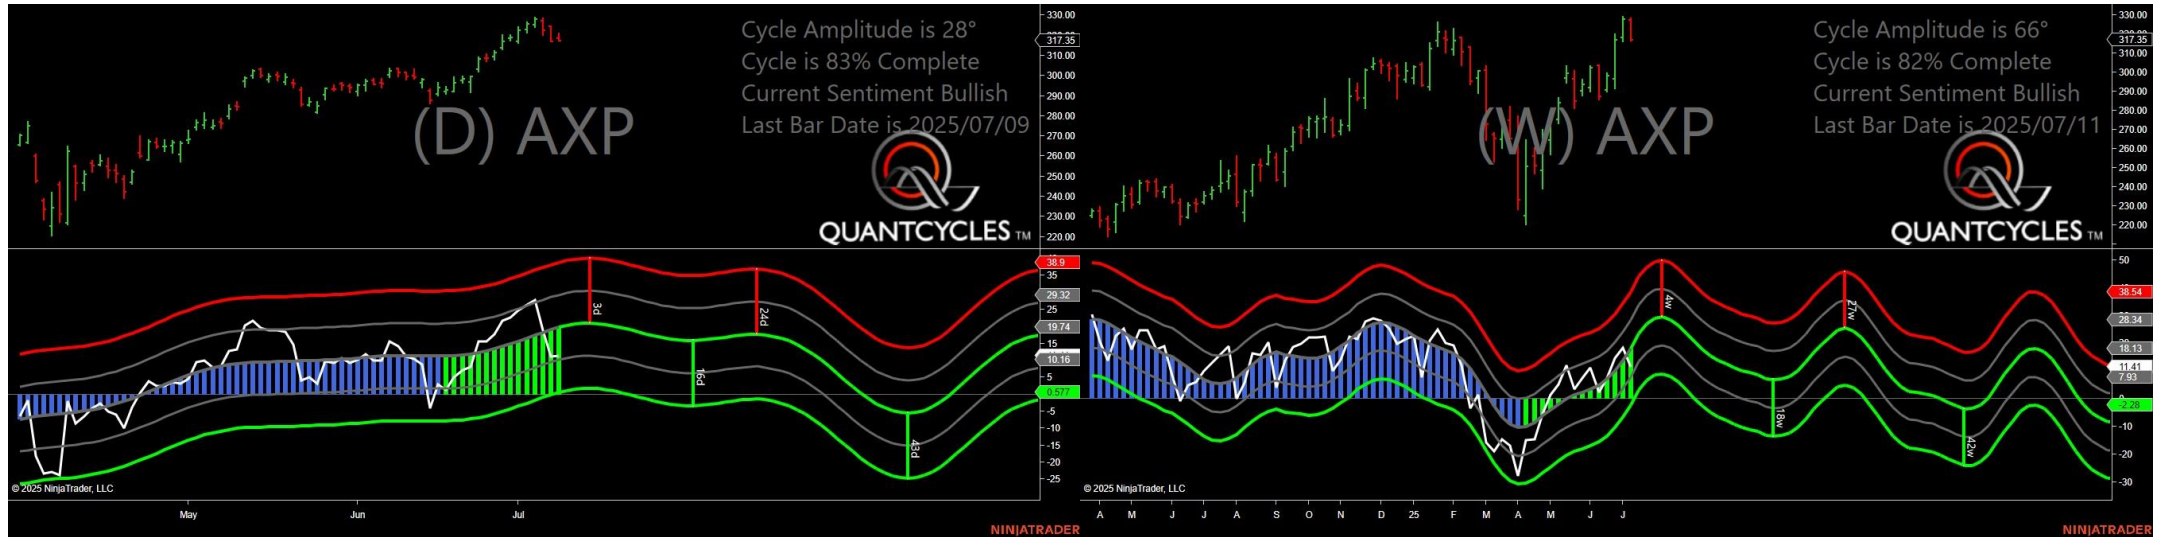 Cycle Amplitude is 28°
Cycle is 83% Complete
Current Sentiment Bullish
Last Bar Date is 2025/07/09
(D) AXP
QUANTCYCLES TM
330.00
317.35
310.00
300.00
290.00
280.00
270.00
260.00
250.00
240.00
230.00
220.00
38.9
35
29.32
25
19.74
15
10.16
5
0.577
-5
-10
-15
-20
-25
3d
24d
16d
43d
© 2025 NinjaTrader, LLC
May Jun Jul
NINJATRADER
Cycle Amplitude is 66°
Cycle is 82% Complete
Current Sentiment Bullish
Last Bar Date is 2025/07/11
(W) AXP
QUANTCYCLES TM
330.00
317.35
310.00
300.00
290.00
280.00
270.00
260.00
250.00
240.00
230.00
220.00
50
38.54
28.34
18.13
11.41
7.93
-2.28
-10
-20
-30
4w
27w
18w
42w
© 2025 NinjaTrader, LLC
A M J J A S O N D 25 F M A M J J
NINJATRADER